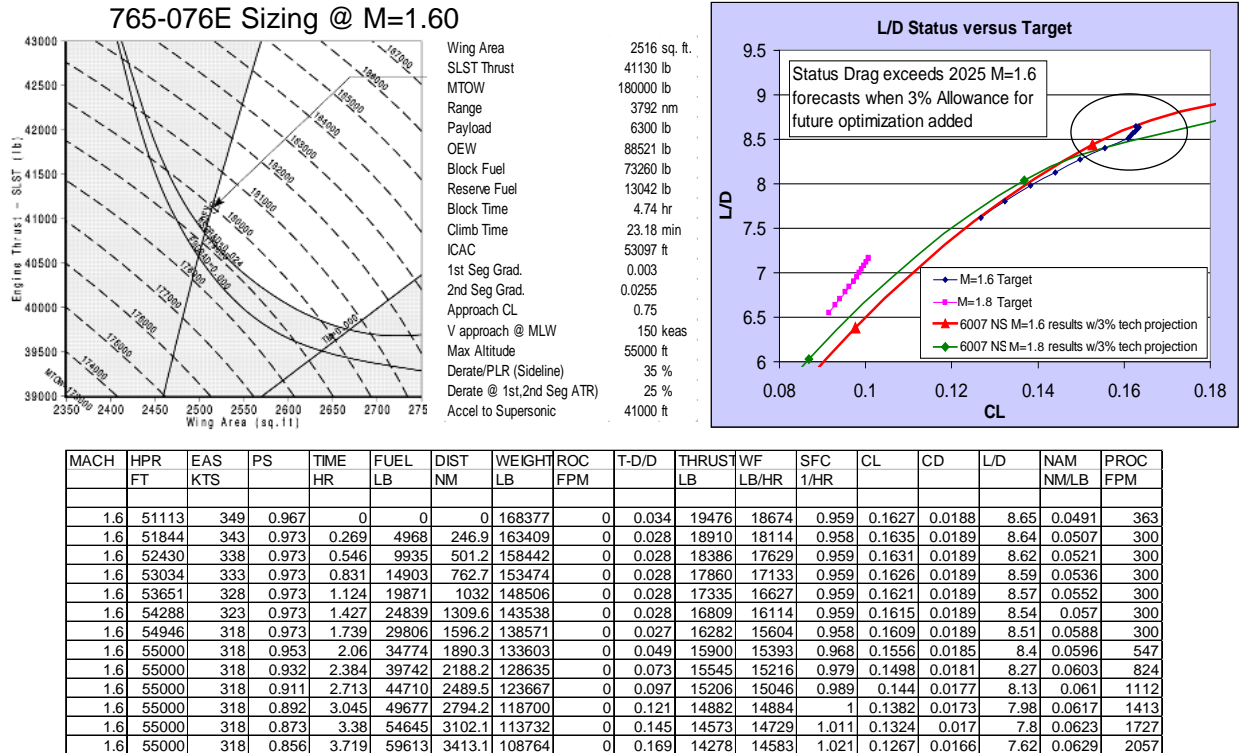 765-076E Sizing @ M=1.60
43000
42500
42000
41500
41000
40500
40000
39500
39000
Engine Thrust - SLST (lb)
187000
186000
185000
184000
183000
182000
181000
180000
178000
177000
176000
175000
174000
2350 2400 2450 2500 2550 2600 2650 2700 275
Wing Area (sq.ft)
Wing Area 2516 sq. ft.
SLST Thrust 41130 lb
MTOW 180000 lb
Range 3792 nm
Payload 6300 lb
OEW 88521 lb
Block Fuel 73260 lb
Reserve Fuel 13042 lb
Block Time 4.74 hr
Climb Time 23.18 min
ICAC 53097 ft
1st Seg Grad. 0.003
2nd Seg Grad. 0.0255
Approach CL 0.75
V approach @ MLW 150 keas
Max Altitude 55000 ft
Derate/PLR (Sideline) 35 %
Derate @ 1st,2nd Seg ATR) 25 %
Accel to Supersonic 41000 ft
L/D Status versus Target
Status Drag exceeds 2025 M=1.6
forecasts when 3% Allowance for
future optimization added
9.5
9
8.5
8
7.5
7
6.5
6
L/D
M=1.6 Target
M=1.8 Target
6007 NS M=1.6 results w/3% tech projection
6007 NS M=1.8 results w/3% tech projection
0.08 0.1 0.12 0.14 0.16 0.18
CL
MACH HPR EAS PS TIME FUEL DIST WEIGHT ROC T-D/D THRUST WF SFC CL CD L/D NAM PROC
FT KTS HR LB NM LB FPM LB LB/HR 1/HR NM/LB FPM
1.6 51113 349 0.967 0 0 0 168377 0 0.034 19476 18674 0.959 0.1627 0.0188 8.65 0.0491 363
1.6 51844 343 0.973 0.269 4968 246.9 163409 0 0.028 18910 18114 0.958 0.1635 0.0189 8.64 0.0507 300
1.6 52430 338 0.973 0.546 9935 501.2 158442 0 0.028 18386 17629 0.959 0.1631 0.0189 8.62 0.0521 300
1.6 53034 333 0.973 0.831 14903 762.7 153474 0 0.028 17860 17133 0.959 0.1626 0.0189 8.59 0.0536 300
1.6 53651 328 0.973 1.124 19871 1032 148506 0 0.028 17335 16627 0.959 0.1621 0.0189 8.57 0.0552 300
1.6 54288 323 0.973 1.427 24839 1309.6 143538 0 0.028 16809 16114 0.959 0.1615 0.0189 8.54 0.057 300
1.6 54946 318 0.973 1.739 29806 1596.2 138571 0 0.027 16282 15604 0.958 0.1609 0.0189 8.51 0.0588 300
1.6 55000 318 0.953 2.06 34774 1890.3 133603 0 0.049 15900 15393 0.968 0.1556 0.0185 8.4 0.0596 547
1.6 55000 318 0.932 2.384 39742 2188.2 128635 0 0.073 15545 15216 0.979 0.1498 0.0181 8.27 0.0603 824
1.6 55000 318 0.911 2.713 44710 2489.5 123667 0 0.097 15206 15046 0.989 0.144 0.0177 8.13 0.061 1112
1.6 55000 318 0.892 3.045 49677 2794.2 118700 0 0.121 14882 14884 1 0.1382 0.0173 7.98 0.0617 1413
1.6 55000 318 0.873 3.38 54645 3102.1 113732 0 0.145 14573 14729 1.011 0.1324 0.017 7.8 0.0623 1727
1.6 55000 318 0.856 3.719 59613 3413.1 108764 0 0.169 14278 14583 1.021 0.1267 0.0166 7.62 0.0629 2057